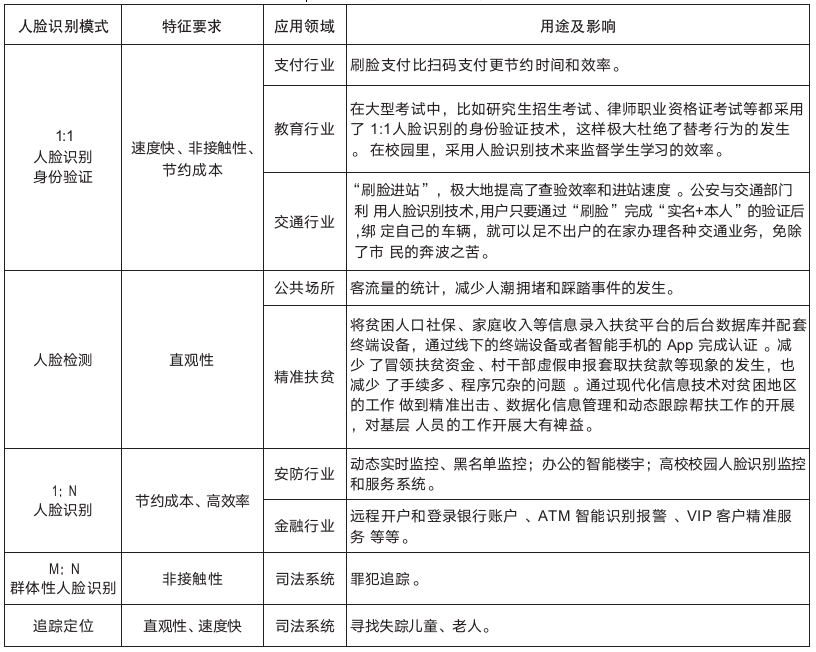 人脸识别模式 特征要求 应用领域 用途及影响
1:1
人脸识别
身份验证
速度快、非接触性、
节约成本
支付行业
刷脸支付比扫码支付更节约时间和效率。
教育行业
在大型考试中，比如研究生招生考试、律师职业资格证考试等都采用
了 1:1人脸识别的身份验证技术，这样极大杜绝了替考行为的发生
。在校园里，采用人脸识别技术来监督学生学习的效率。
交通行业
“刷脸进站”，极大地提高了查验效率和进站速度 。公安与交通部门
利 用人脸识别技术,用户只要通过“刷脸”完成“实名+本人”的验证后
,绑 定自己的车辆，就可以足不出户的在家办理各种交通业务，免除
了市 民的奔波之苦。
人脸检测
直观性
公共场所
客流量的统计，减少人潮拥堵和踩踏事件的发生。
精准扶贫
将贫困人口社保、家庭收入等信息录入扶贫平台的后台数据库并配套
终端设备，通过线下的终端设备或者智能手机的 App 完成认证 。减
少 了冒领扶贫资金、村干部虚假申报套取扶贫款等现象的发生，也
减少 了手续多、程序冗杂的问题 。通过现代化信息技术对贫困地区
的工作 做到精准出击、数据化信息管理和动态跟踪帮扶工作的开展
，对基层 人员的工作开展大有裨益。
1: N
人脸识别
节约成本、高效率
安防行业
动态实时监控、黑名单监控；办公的智能楼宇；高校校园人脸识别监控
和服务系统。
金融行业
远程开户和登录银行账户 、ATM 智能识别报警 、VIP 客户精准服
务 等等。
M: N
群体性人脸识别
非接触性
司法系统
罪犯追踪。
追踪定位
直观性、速度快
司法系统
寻找失踪儿童、老人。